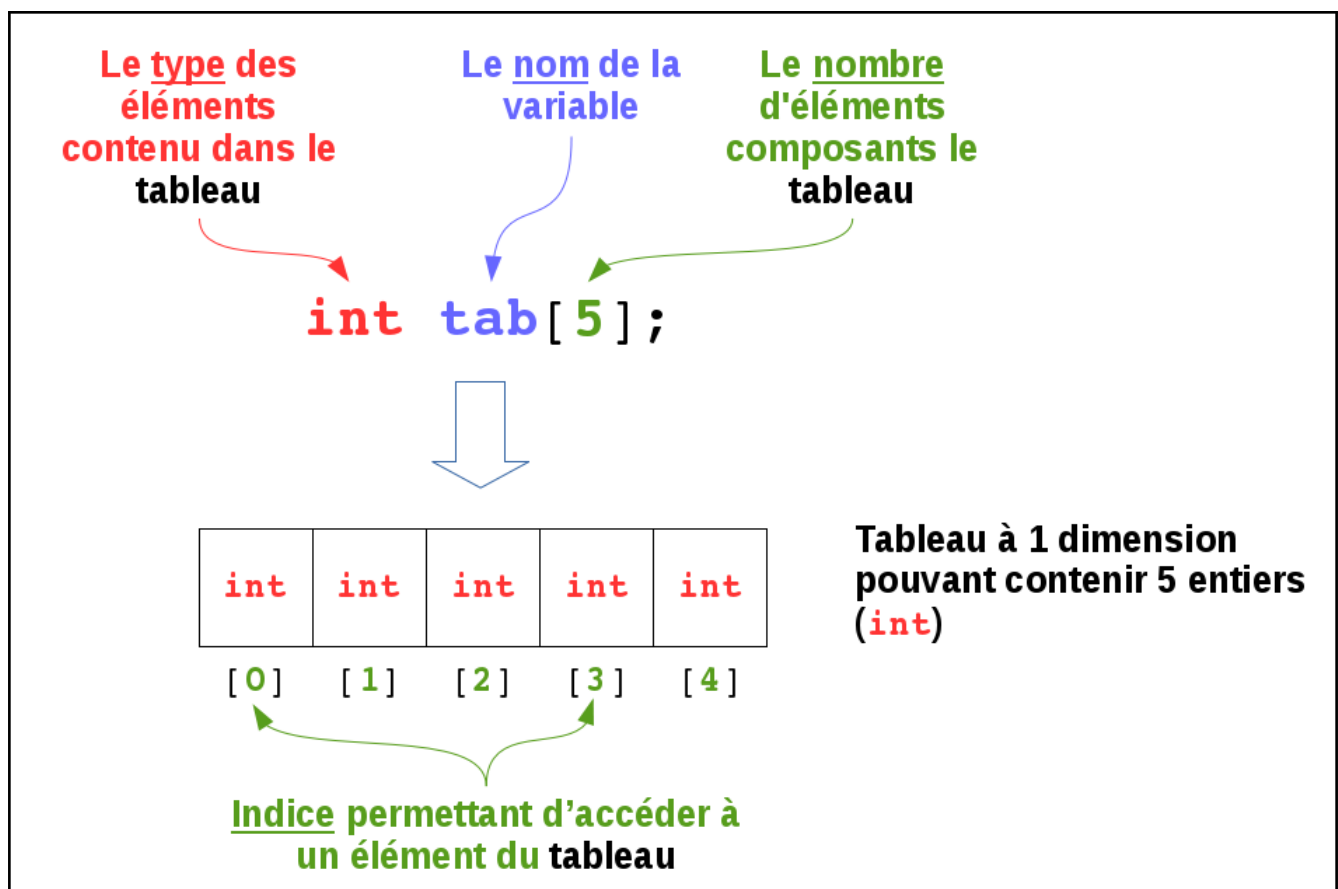 Le type des
éléments
contenu dans le
tableau
Le nom de la
variable
Le nombre
d'éléments
composants le
tableau
int tab[5];
int int int int int
[0] [1] [2] [3] [4]
Tableau à 1 dimension
pouvant contenir 5 entiers
(int)
Indice permettant d’accéder à
un élément du tableau